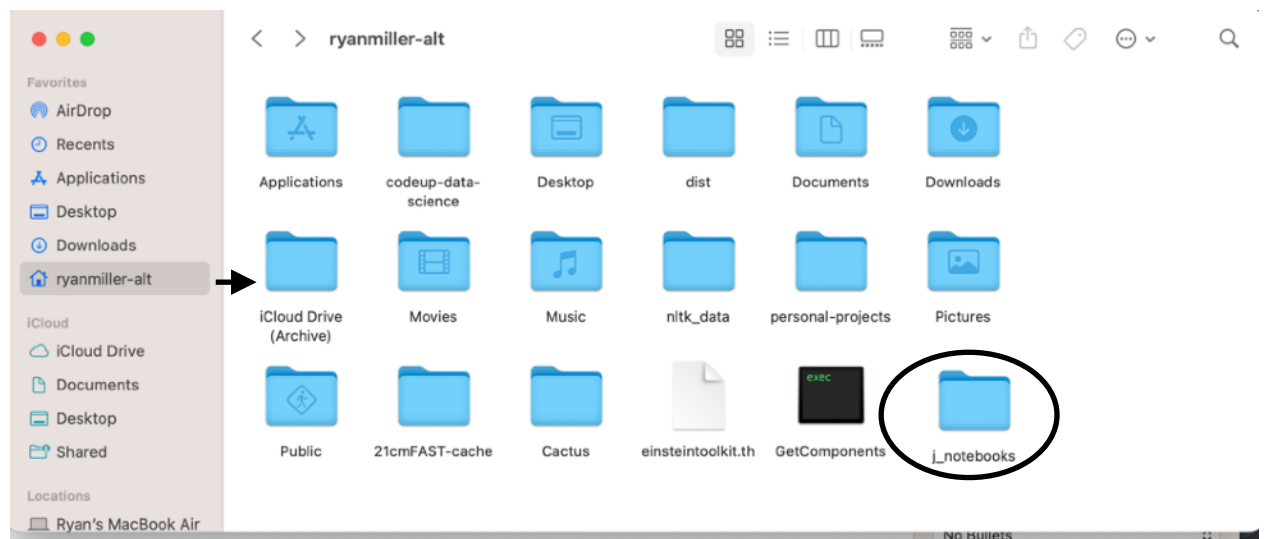 ryanmiller-alt
Favorites
AirDrop
Recents
Applications
Desktop
Downloads
ryanmiller-alt
iCloud
iCloud Drive
Documents
Desktop
Shared
Locations
Ryan's MacBook Air
Applications
codeup-data-
science
Desktop
dist
Documents
Downloads
iCloud Drive
(Archive)
Movies
Music
nltk_data
personal-projects
Pictures
Public
21cmFAST-cache
Cactus
einsteintoolkit.th
exec
GetComponents
j_notebooks
No Bullets